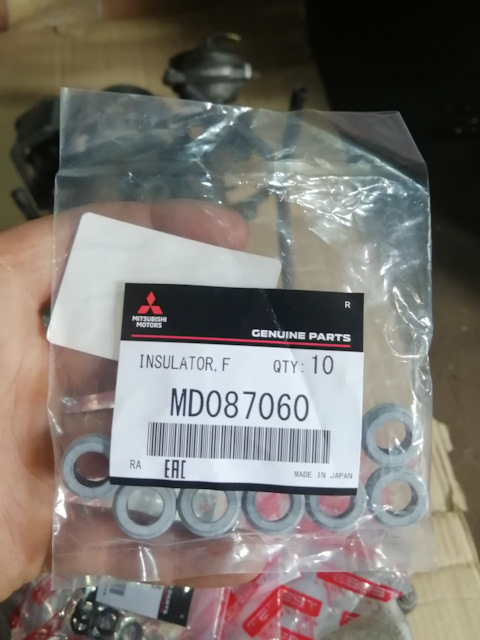 R
MITSUBISHI
MOTORS
GENUINE PARTS
INSULATOR, F QTY: 10
MD087060
RA EAC MADE IN JAPAN